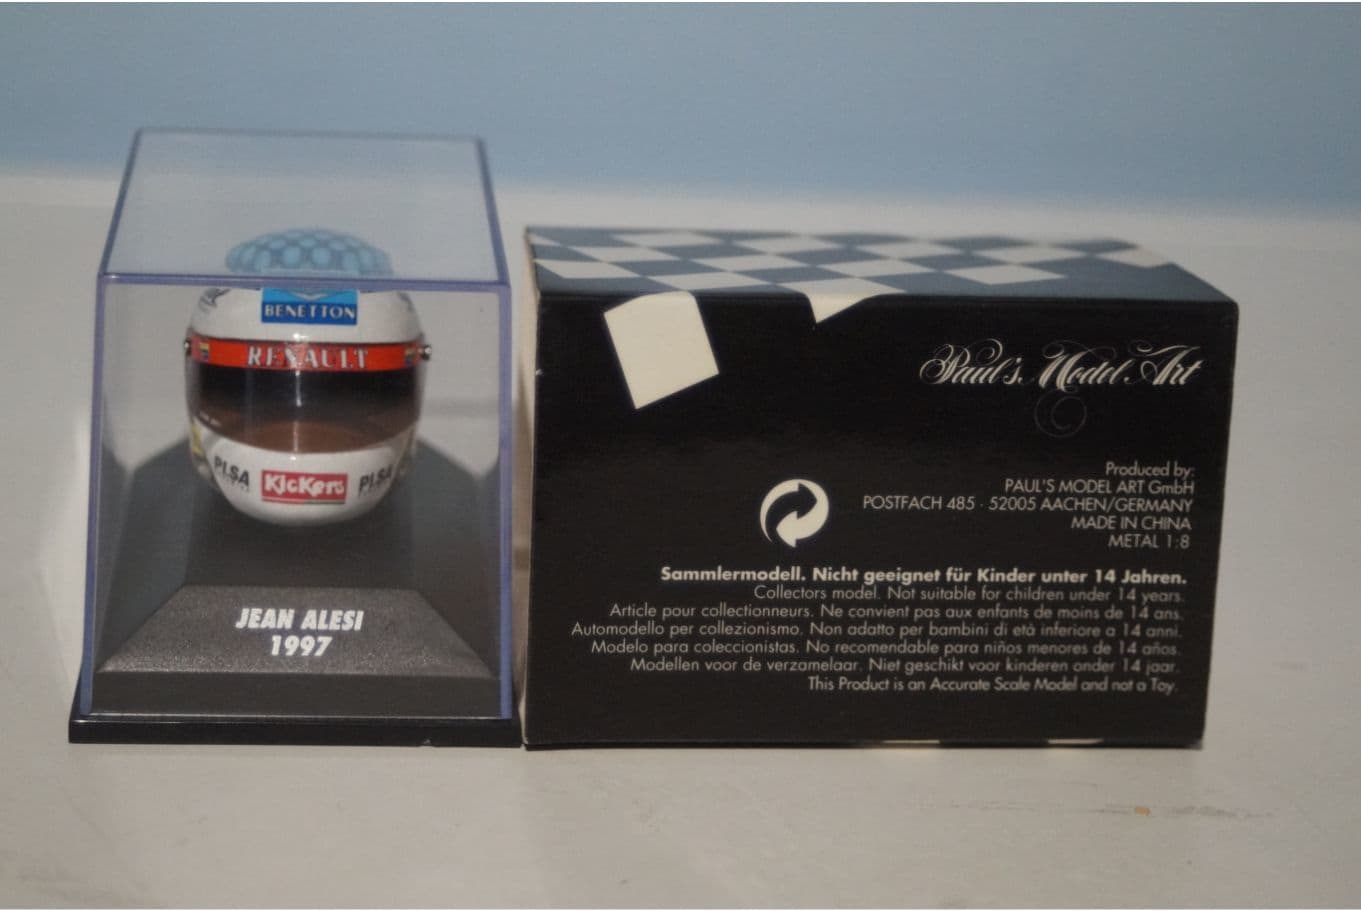 BENETTON
RENAULT
PI.SA KicKers PI.SA
JEAN ALESI
1997
Paul's Model Art
Produced by:
PAUL'S MODEL ART GmbH
POSTFACH 485 · 52005 AACHEN/GERMANY
MADE IN CHINA
METAL 1:8
Sammlermodell. Nicht geeignet für Kinder unter 14 Jahren.
Collectors model. Not suitable for children under 14 years.
Article pour collectionneurs. Ne convient pas aux enfants de moins de 14 ans.
Automodello per collezionismo. Non adatto per bambini di età inferiore a 14 anni.
Modelo para coleccionistas. No recomendable para niños menores de 14 años.
Modellen voor de verzamelaar. Niet geschikt voor kinderen onder 14 jaar.
This Product is an Accurate Scale Model and not a Toy.